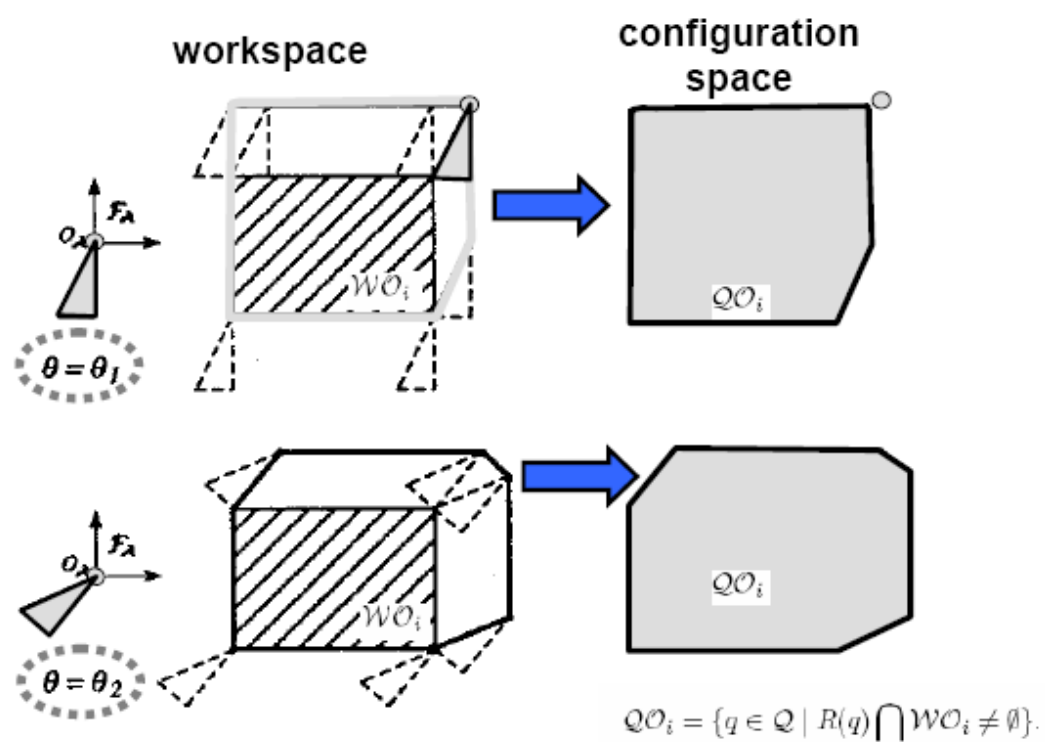 workspace
configuration
space
𝓕_A
O_A
𝒲𝒪_i
𝒬𝒪_i
θ = θ_1
𝓕_A
O_A
𝒲𝒪_i
𝒬𝒪_i
θ = θ_2
𝒬𝒪_i = {q ∈ 𝒬 | R(q) ⋂ 𝒲𝒪_i ≠ ∅}.